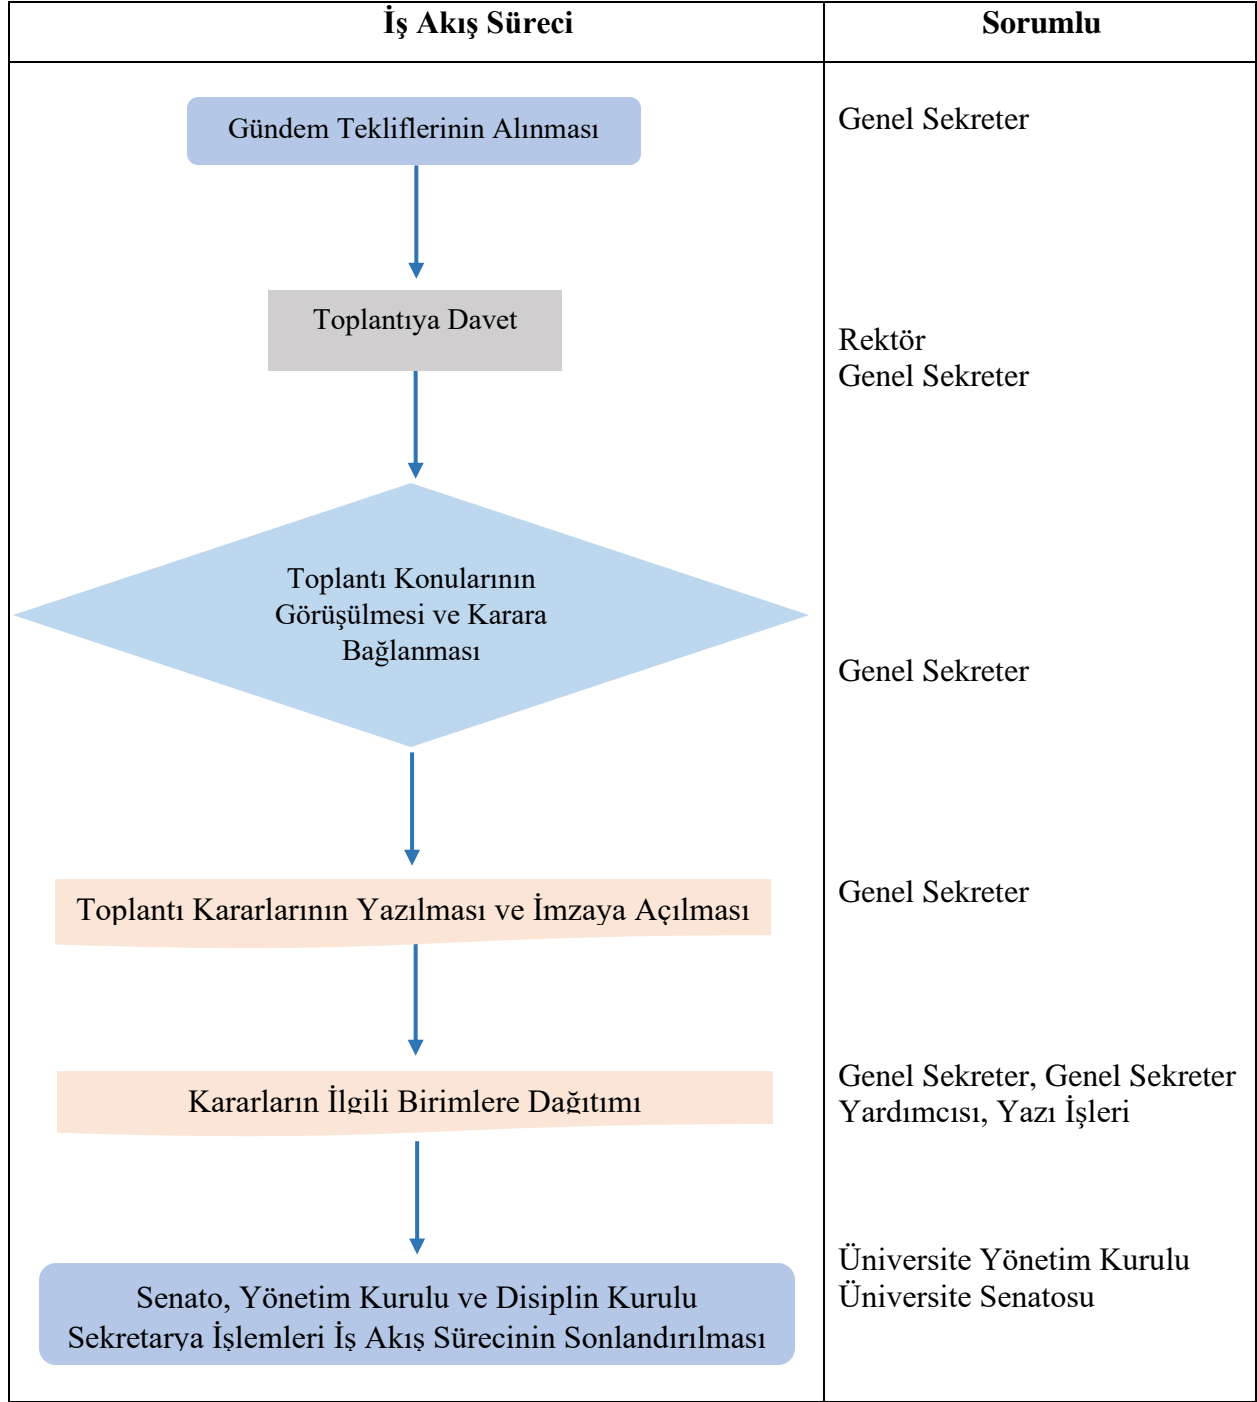 İş Akış Süreci
Sorumlu
Gündem Tekliflerinin Alınması
Genel Sekreter
Toplantıya Davet
Rektör
Genel Sekreter
Toplantı Konularının
Görüşülmesi ve Karara
Bağlanması
Genel Sekreter
Toplantı Kararlarının Yazılması ve İmzaya Açılması
Genel Sekreter
Kararların İlgili Birimlere Dağıtımı
Genel Sekreter, Genel Sekreter
Yardımcısı, Yazı İşleri
Senato, Yönetim Kurulu ve Disiplin Kurulu
Sekretarya İşlemleri İş Akış Sürecinin Sonlandırılması
Üniversite Yönetim Kurulu
Üniversite Senatosu